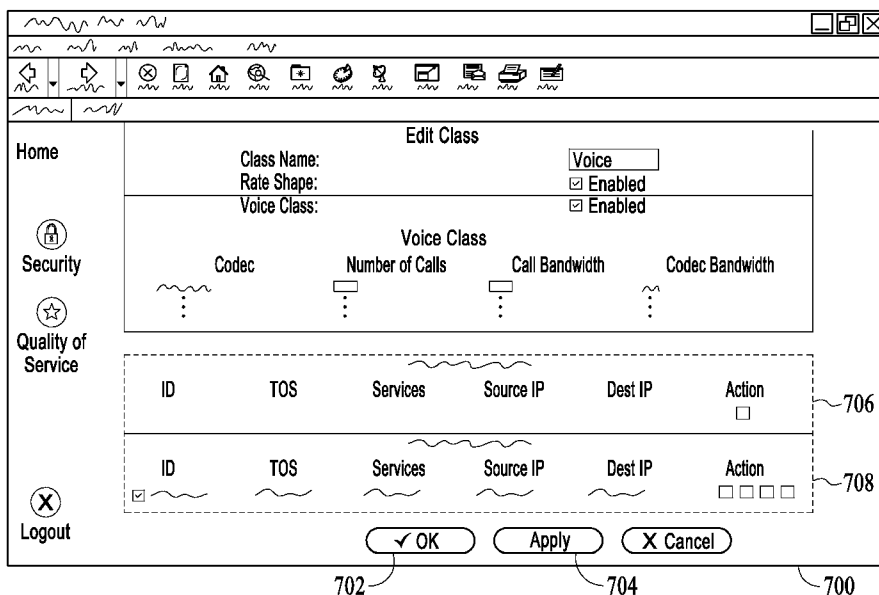 Home
Edit Class
Class Name: Voice
Rate Shape: Enabled
Voice Class: Enabled
Security
Voice Class
Codec Number of Calls Call Bandwidth Codec Bandwidth
Quality of
Service
ID TOS Services Source IP Dest IP Action
706
ID TOS Services Source IP Dest IP Action
708
X
Logout
OK Apply X Cancel
702 704 700